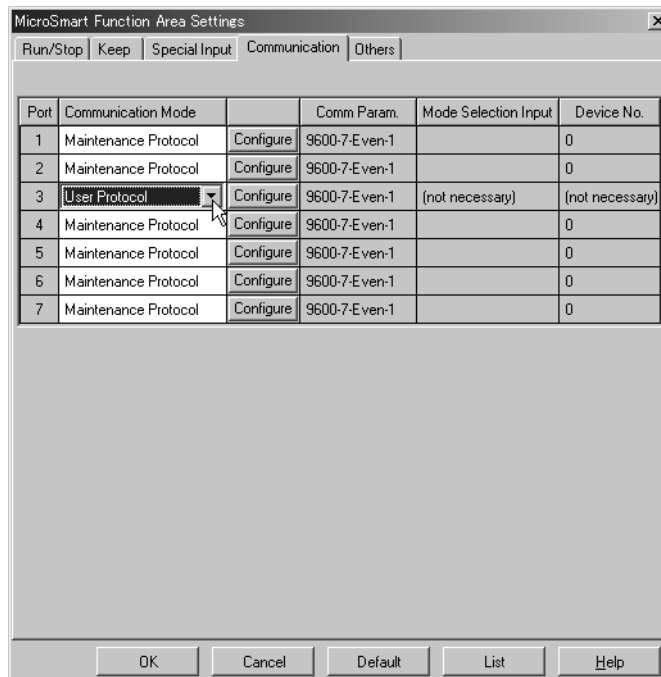 MicroSmart Function Area Settings
Run/Stop Keep Special Input Communication Others
Port Communication Mode Comm Param. Mode Selection Input Device No.
1 Maintenance Protocol Configure 9600-7-Even-1 0
2 Maintenance Protocol Configure 9600-7-Even-1 0
3 User Protocol Configure 9600-7-Even-1 (not necessary) (not necessary)
4 Maintenance Protocol Configure 9600-7-Even-1 0
5 Maintenance Protocol Configure 9600-7-Even-1 0
6 Maintenance Protocol Configure 9600-7-Even-1 0
7 Maintenance Protocol Configure 9600-7-Even-1 0
OK Cancel Default List Help